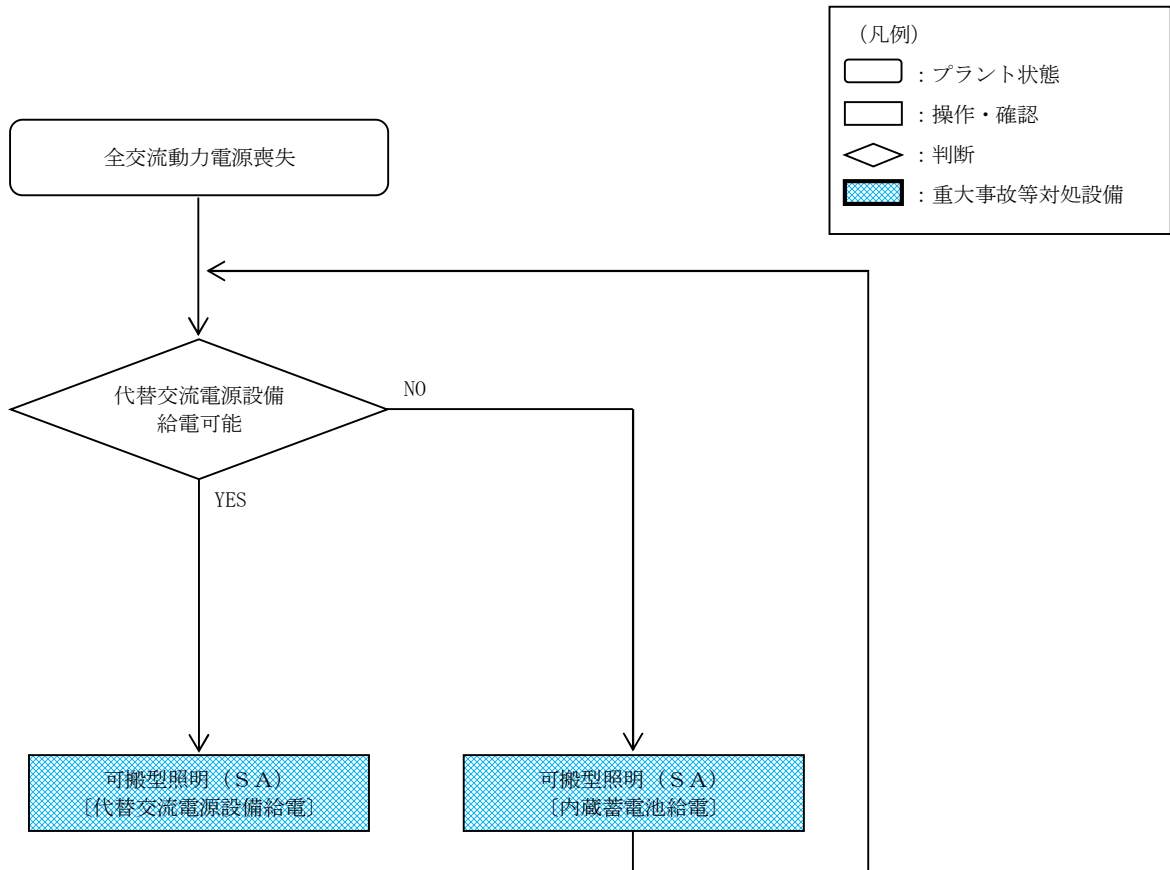 （凡例）
：プラント状態
：操作・確認
：判断
：重大事故等対処設備
全交流動力電源喪失
代替交流電源設備
給電可能
NO
YES
可搬型照明（ＳＡ）
［代替交流電源設備給電］
可搬型照明（ＳＡ）
［内蔵蓄電池給電］